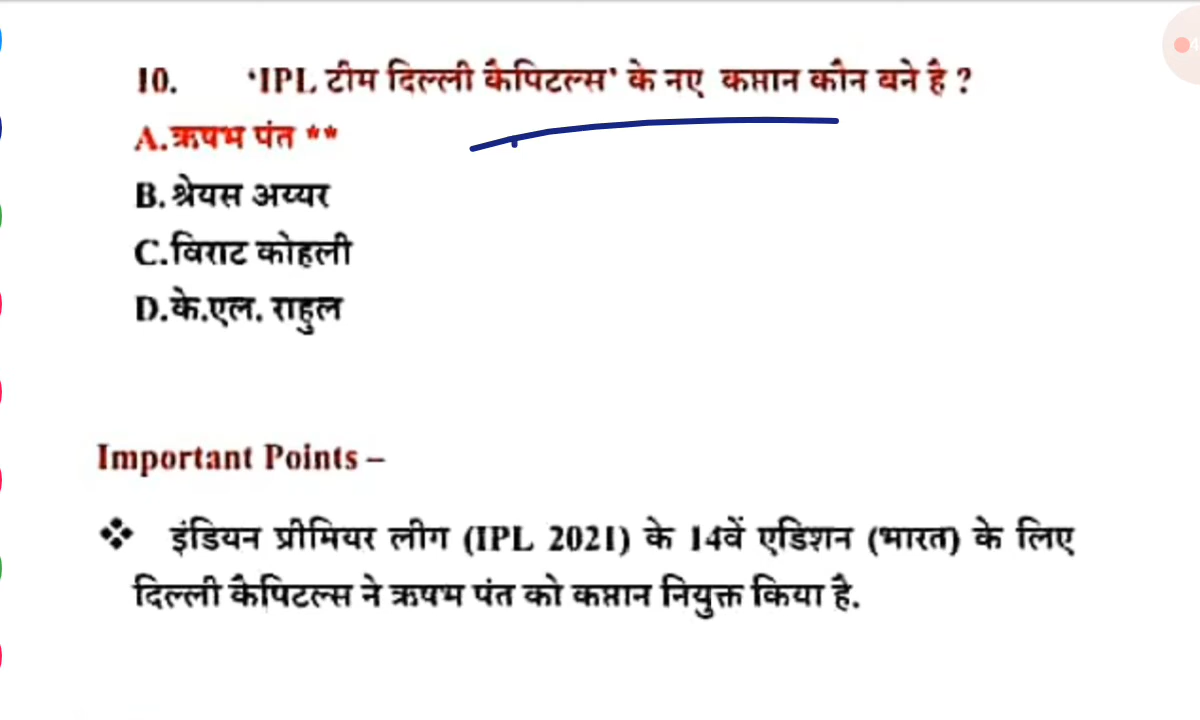 10. ‘IPL टीम दिल्ली कैपिटल्स’ के नए कप्तान कौन बने है ?
A.ऋषभ पंत **
B.श्रेयस अय्यर
C.विराट कोहली
D.के.एल. राहुल
Important Points –
❖ इंडियन प्रीमियर लीग (IPL 2021) के 14वें एडिशन (भारत) के लिए
दिल्ली कैपिटल्स ने ऋषभ पंत को कप्तान नियुक्त किया है.